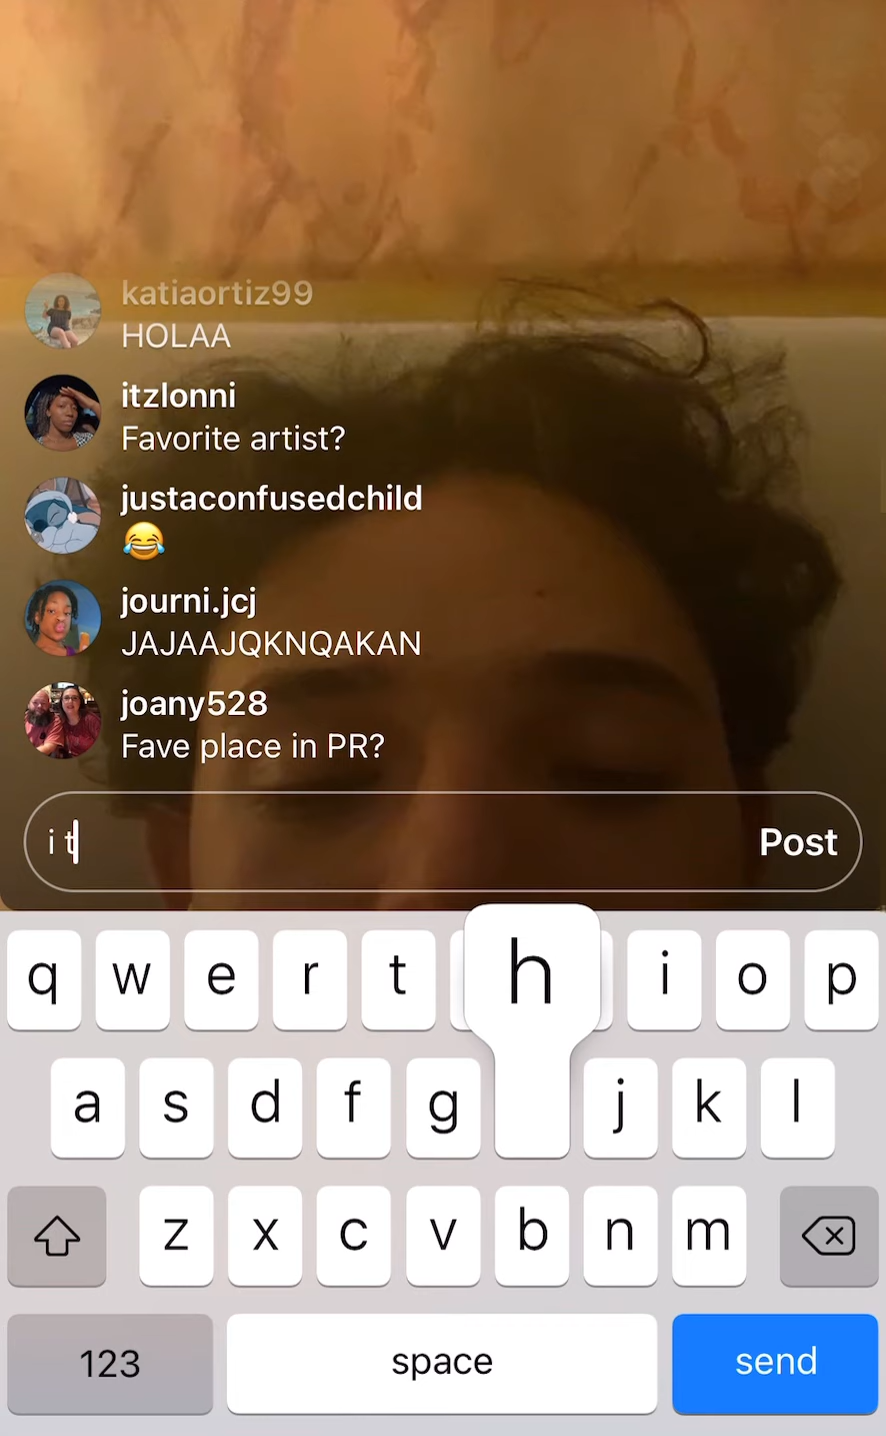 katiaortiz99
HOLAA
itzlonni
Favorite artist?
justaconfusedchild
😂
journi.jcj
JAJAAJQKNQAKAN
joany528
Fave place in PR?
i t Post
q w e r t h i o p
a s d f g j k l
z x c v b n m
123 space send